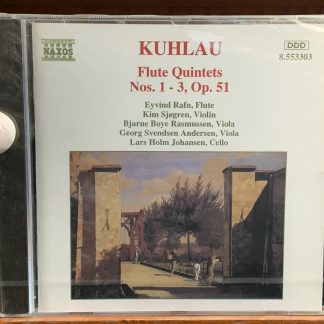 NAXOS
DDD
8.553303
KUHLAU
Flute Quintets
Nos. 1 - 3, Op. 51
Eyvind Rafn, Flute
Kim Sjøgren, Violin
Bjarne Boye Rasmussen, Viola
Georg Svendsen Andersen, Viola
Lars Holm Johansen, Cello